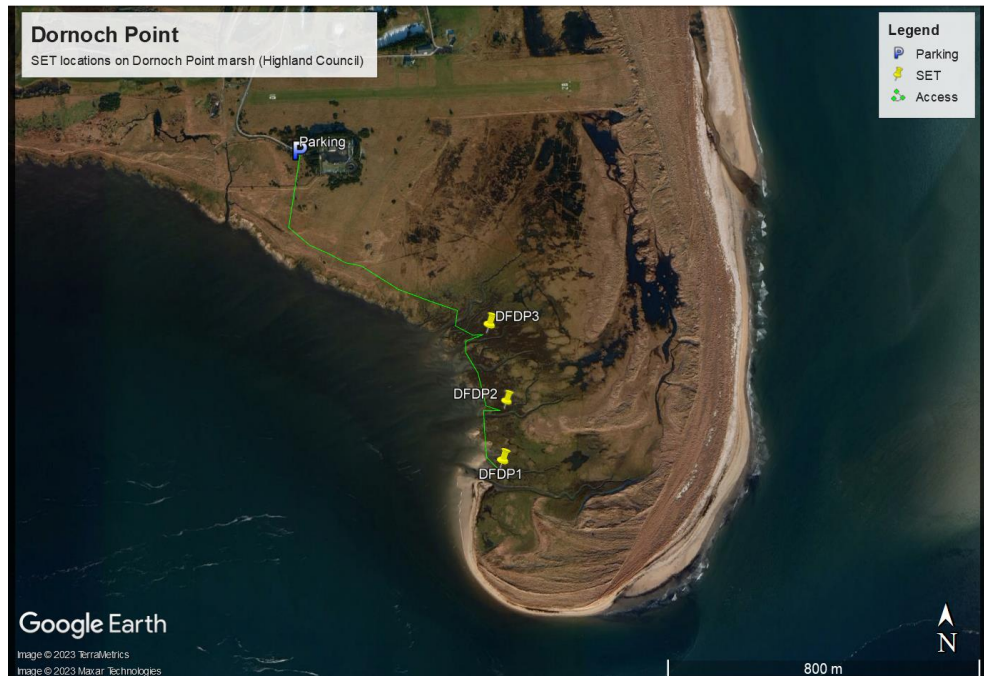 Dornoch Point
SET locations on Dornoch Point marsh (Highland Council)
Legend
Parking
SET
Access
Parking
DFDP3
DFDP2
DFDP1
Google Earth
Image © 2023 TerraMetrics
Image © 2023 Maxar Technologies
N
800 m